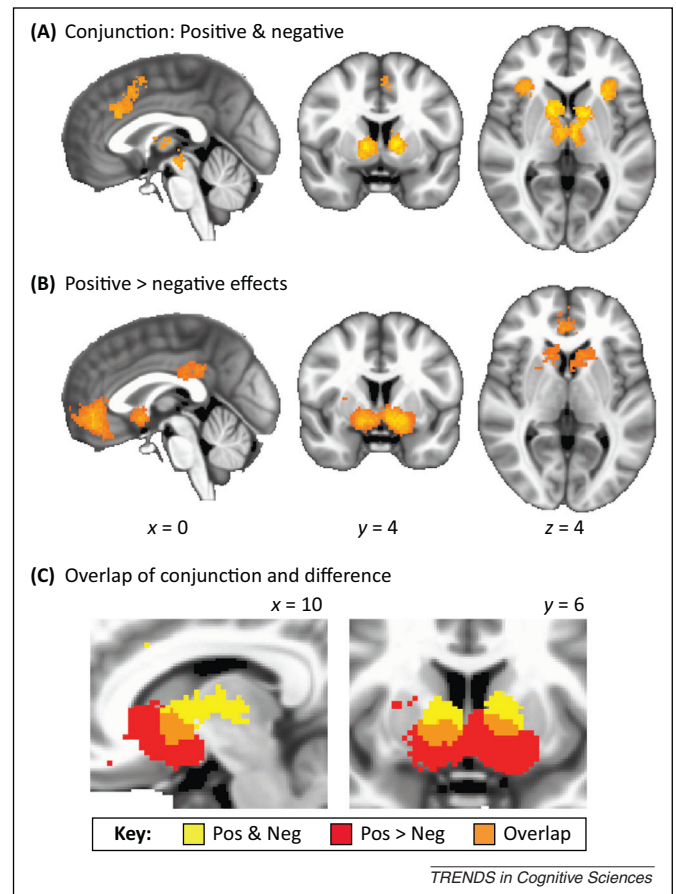 (A) Conjunction: Positive & negative
(B) Positive > negative effects
x = 0 y = 4 z = 4
(C) Overlap of conjunction and difference
x = 10 y = 6
Key: Pos & Neg Pos > Neg Overlap
TRENDS in Cognitive Sciences